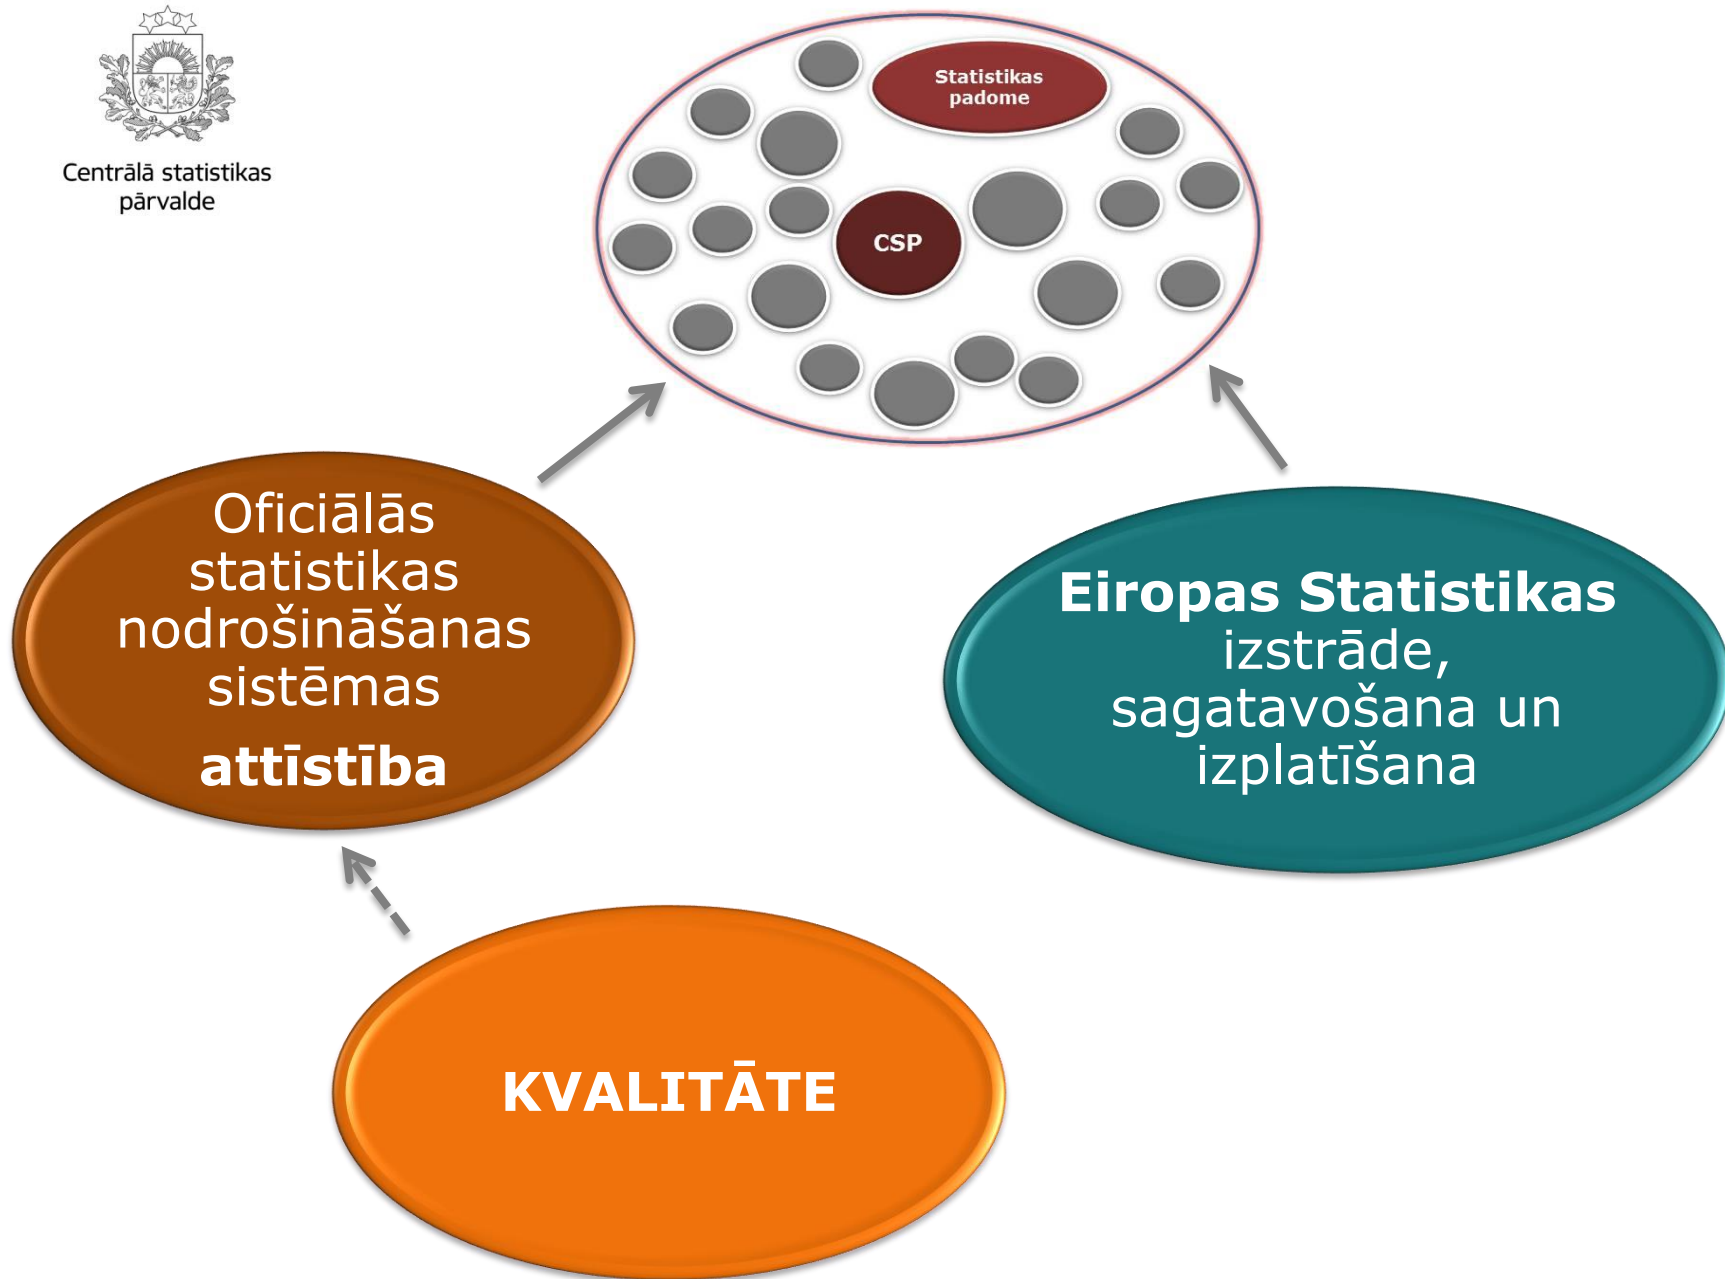 Centrālā statistikas
pārvalde
Statistikas
padome
CSP
Oficiālās
statistikas
nodrošināšanas
sistēmas
attīstība
Eiropas Statistikas
izstrāde,
sagatavošana un
izplatīšana
KVALITĀTE